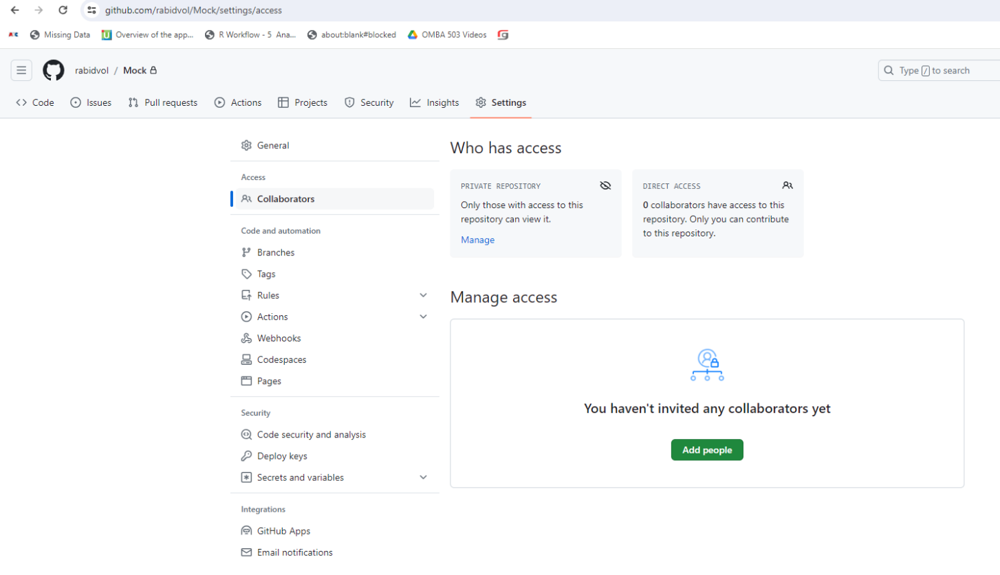 github.com/rabidvol/Mock/settings/access
Missing Data
Overview of the app...
R Workflow - 5 Ana...
about:blank#blocked
OMBA 503 Videos
rabidvol / Mock
Type / to search
Code
Issues
Pull requests
Actions
Projects
Security
Insights
Settings
General
Access
Collaborators
Code and automation
Branches
Tags
Rules
Actions
Webhooks
Codespaces
Pages
Security
Code security and analysis
Deploy keys
Secrets and variables
Integrations
GitHub Apps
Email notifications
Who has access
PRIVATE REPOSITORY
Only those with access to this
repository can view it.
Manage
DIRECT ACCESS
0 collaborators have access to this
repository. Only you can contribute
to this repository.
Manage access
You haven't invited any collaborators yet
Add people